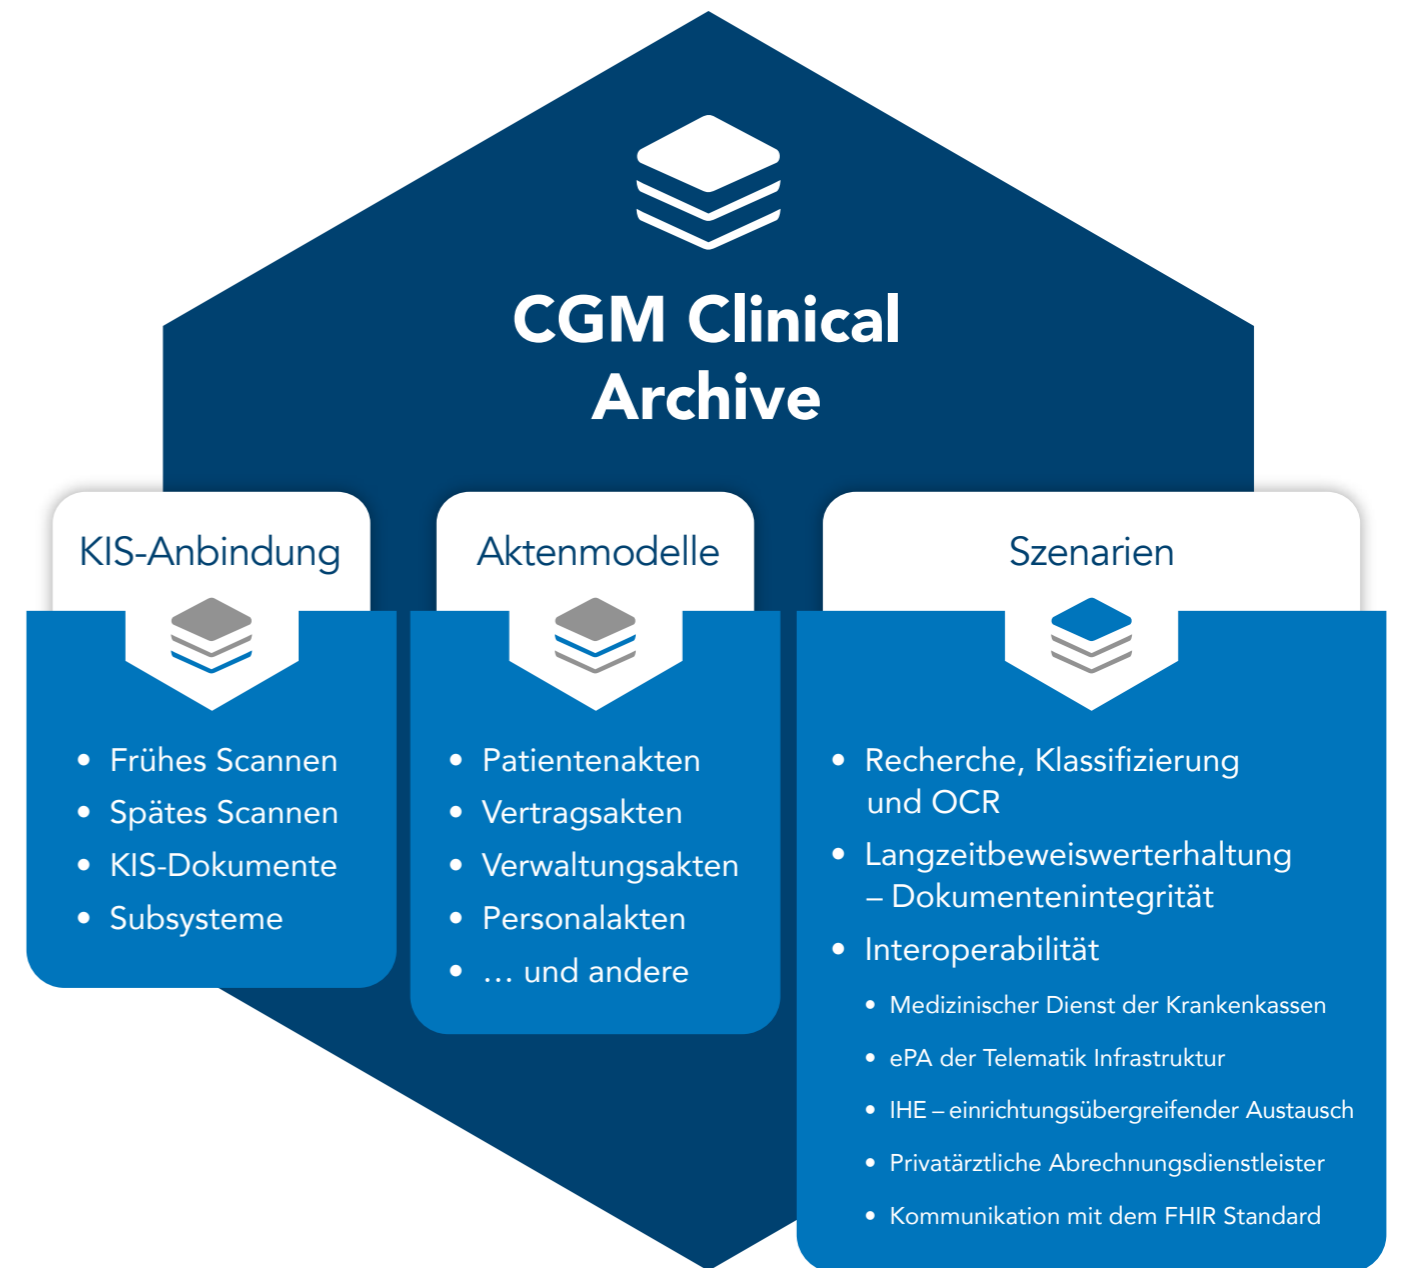 CGM Clinical
Archive
KIS-Anbindung
• Frühes Scannen
• Spätes Scannen
• KIS-Dokumente
• Subsysteme
Aktenmodelle
• Patientenakten
• Vertragsakten
• Verwaltungsakten
• Personalakten
• … und andere
Szenarien
• Recherche, Klassifizierung
und OCR
• Langzeitbeweiswerterhaltung
– Dokumentenintegrität
• Interoperabilität
• Medizinischer Dienst der Krankenkassen
• ePA der Telematik Infrastruktur
• IHE – einrichtungsübergreifender Austausch
• Privatärztliche Abrechnungsdienstleister
• Kommunikation mit dem FHIR Standard